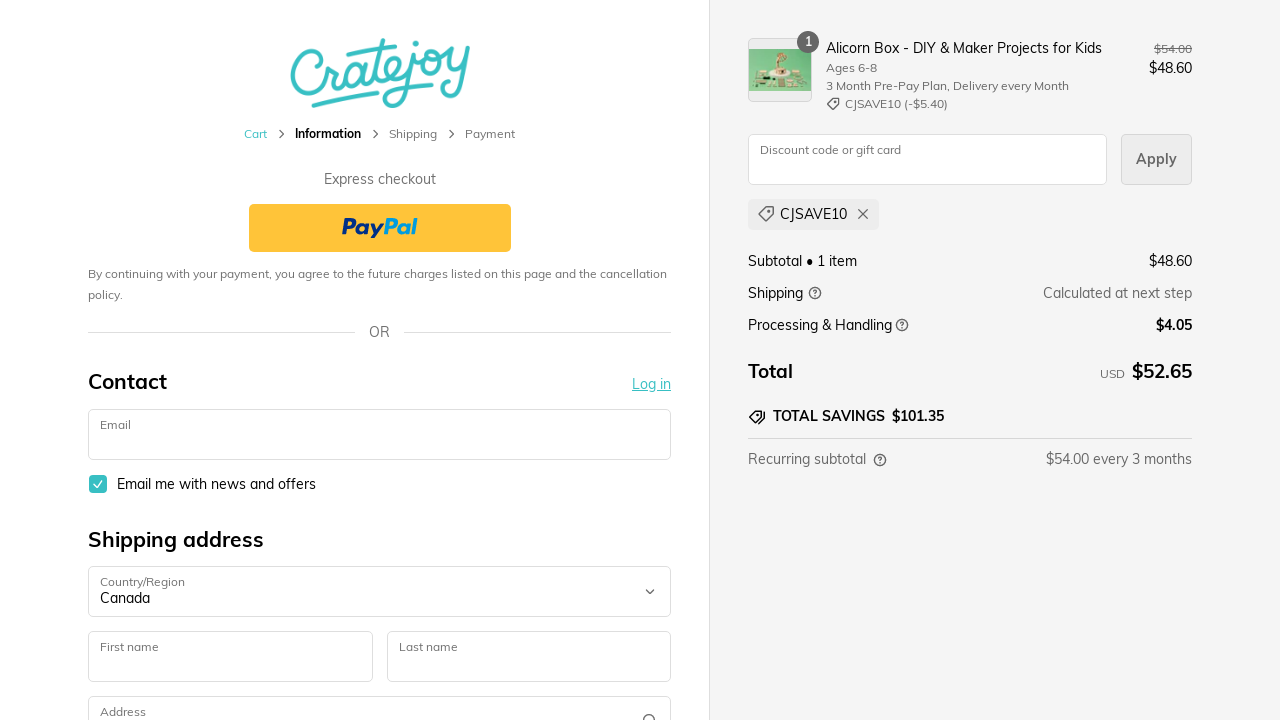 Cratejoy
Cart
Information
Shipping
Payment
Express checkout
PayPal
By continuing with your payment, you agree to the future charges listed on this page and the cancellation
policy.
OR
Contact
Log in
Email
Email me with news and offers
Shipping address
Country/Region
Canada
First name
Last name
Address
1
Alicorn Box - DIY & Maker Projects for Kids
Ages 6-8
3 Month Pre-Pay Plan, Delivery every Month
CJSAVE10 (-$5.40)
$54.00
$48.60
Discount code or gift card
Apply
CJSAVE10
Subtotal • 1 item
$48.60
Shipping
Calculated at next step
Processing & Handling
$4.05
Total
USD $52.65
TOTAL SAVINGS $101.35
Recurring subtotal
$54.00 every 3 months